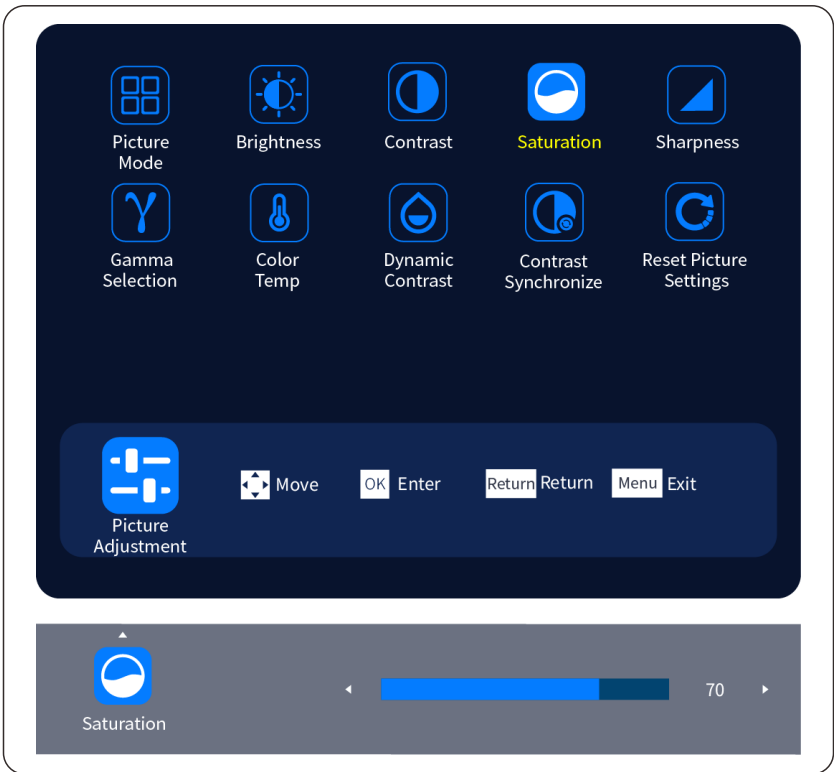 Picture
Mode
Brightness
Contrast
Saturation
Sharpness
Gamma
Selection
Color
Temp
Dynamic
Contrast
Contrast
Synchronize
Reset Picture
Settings
Picture
Adjustment
Move
OK Enter
Return Return
Menu Exit
Saturation
70